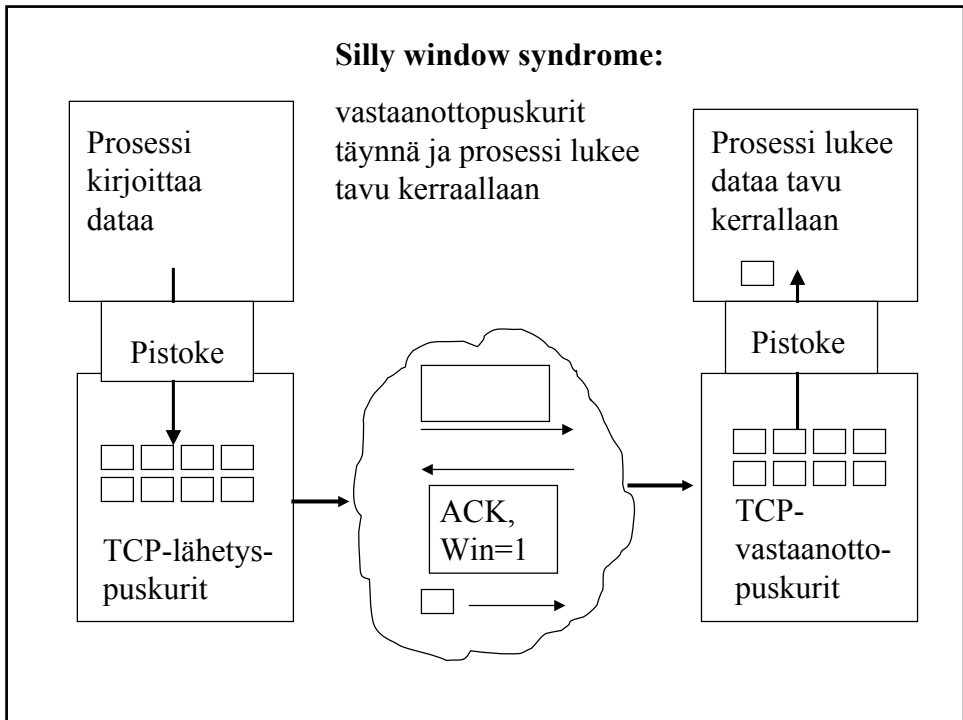 Silly window syndrome:
vastaanottopuskurit
täynnä ja prosessi lukee
tavu kerraallaan
Prosessi
kirjoittaa
dataa
Prosessi lukee
dataa tavu
kerrallaan
Pistoke
Pistoke
ACK,
Win=1
TCP-lähetys-
puskurit
TCP-
vastaanotto-
puskurit